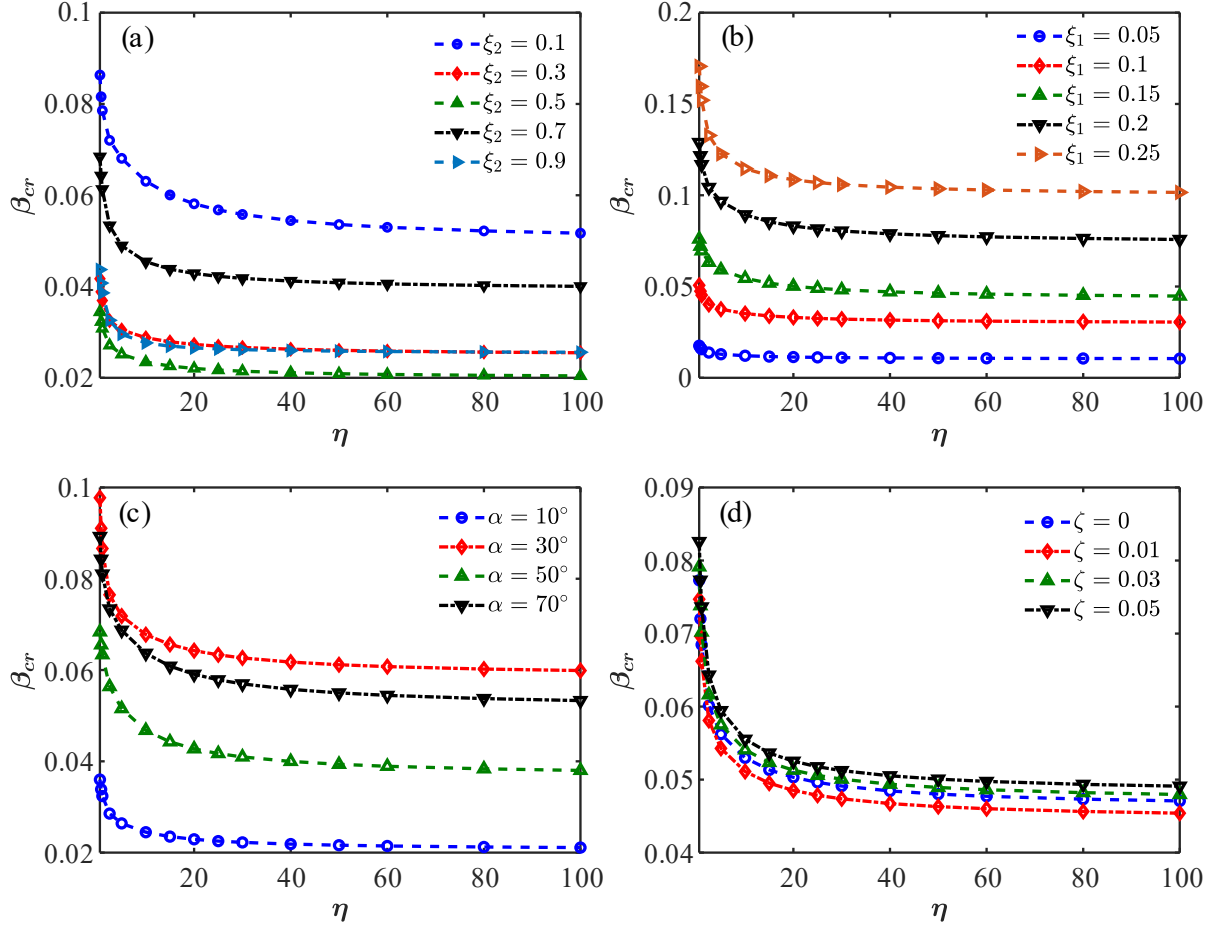 (a)
0.1
0.08
0.06
0.04
0.02
β_cr
20 40 60 80 100
η
ξ₂ = 0.1
ξ₂ = 0.3
ξ₂ = 0.5
ξ₂ = 0.7
ξ₂ = 0.9
(b)
0.2
0.15
0.1
0.05
0
β_cr
20 40 60 80 100
η
ξ₁ = 0.05
ξ₁ = 0.1
ξ₁ = 0.15
ξ₁ = 0.2
ξ₁ = 0.25
(c)
0.1
0.08
0.06
0.04
0.02
β_cr
20 40 60 80 100
η
α = 10°
α = 30°
α = 50°
α = 70°
(d)
0.09
0.08
0.07
0.06
0.05
0.04
β_cr
20 40 60 80 100
η
ζ = 0
ζ = 0.01
ζ = 0.03
ζ = 0.05